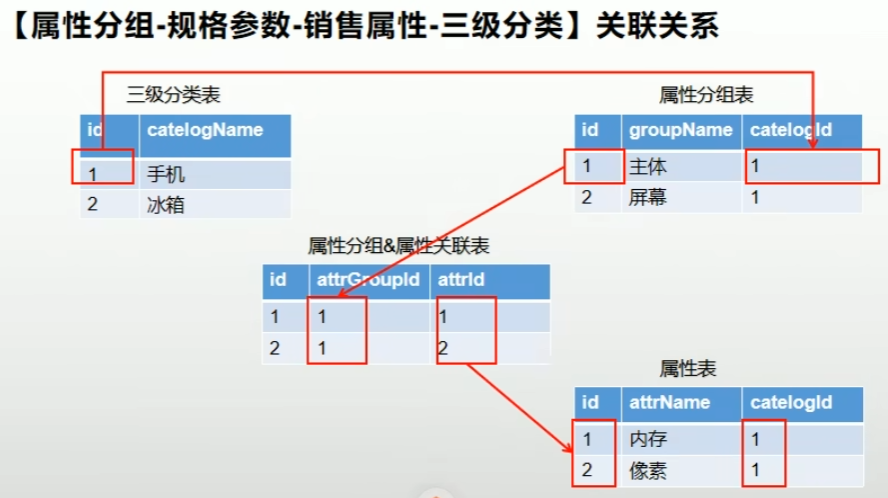 【属性分组-规格参数-销售属性-三级分类】关联关系
三级分类表
id catelogName
1 手机
2 冰箱
属性分组表
id groupName catelogId
1 主体 1
2 屏幕 1
属性分组&属性关联表
id attrGroupId attrId
1 1 1
2 1 2
属性表
id attrName catelogId
1 内存 1
2 像素 1